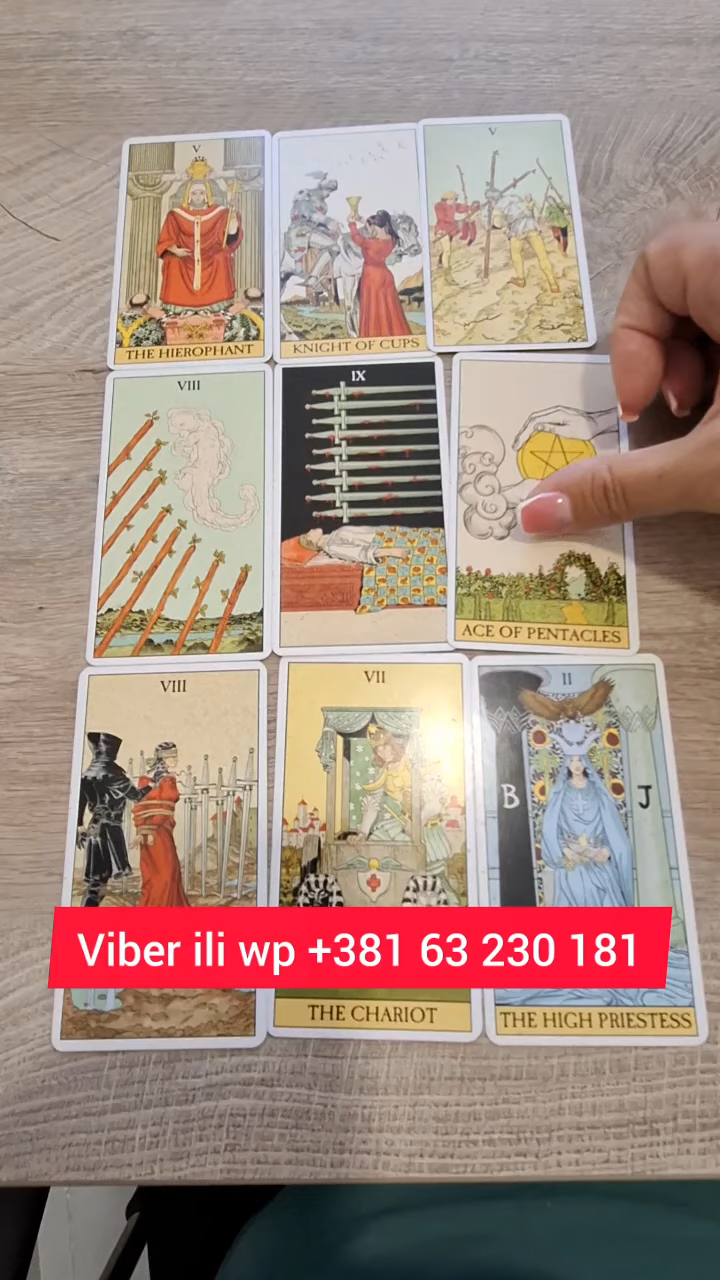 V
THE HIEROPHANT
KNIGHT OF CUPS
V
VIII
IX
ACE OF PENTACLES
VIII
VII
THE CHARIOT
II
B
J
THE HIGH PRIESTESS
Viber ili wp +381 63 230 181